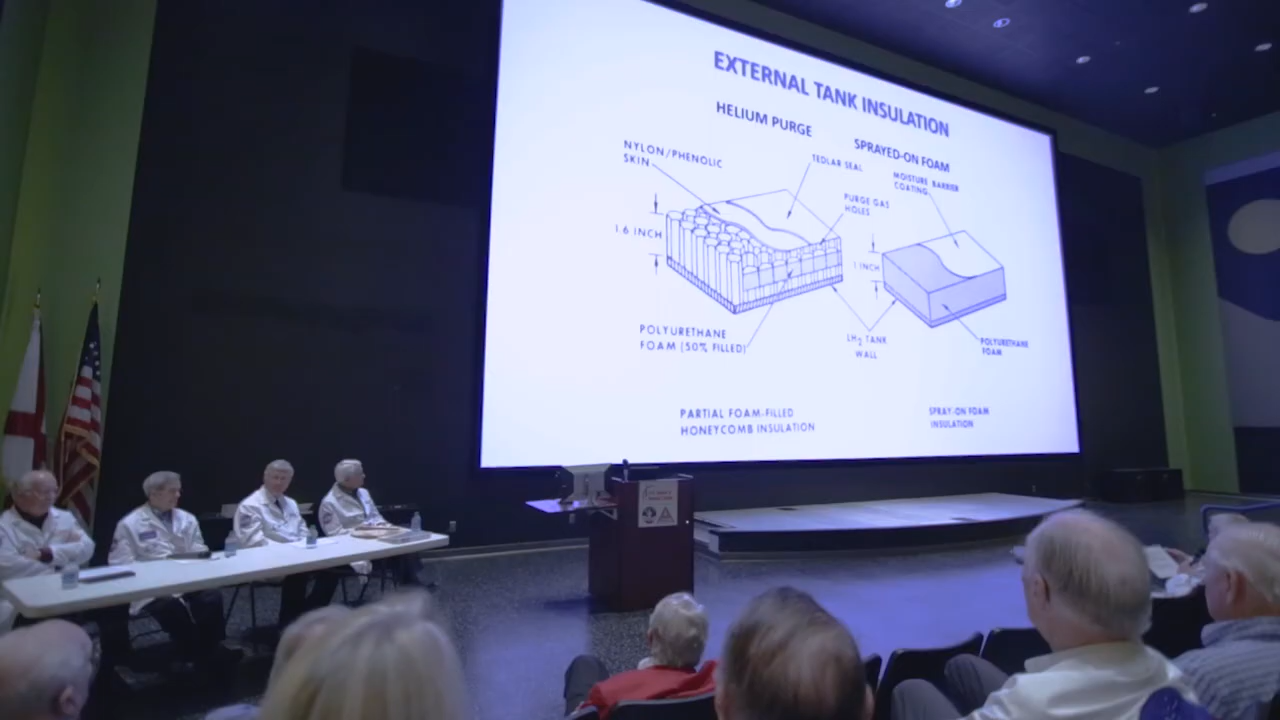 EXTERNAL TANK INSULATION
HELIUM PURGE
SPRAYED-ON FOAM
NYLON/PHENOLIC
SKIN
TEDLAR SEAL
MOISTURE BARRIER
COATING
PURGE GAS
HOLES
1.6 INCH
1 INCH
POLYURETHANE
FOAM (50% FILLED)
LH2 TANK
WALL
POLYURETHANE
FOAM
PARTIAL FOAM-FILLED
HONEYCOMB INSULATION
SPRAY-ON FOAM
INSULATION